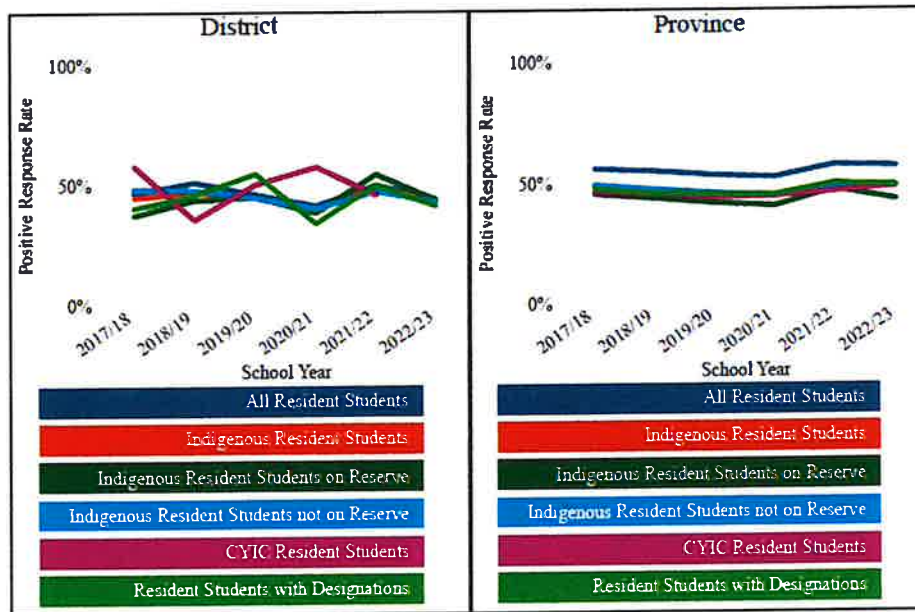 District
100%
50%
0%
Positive Response Rate
2017/18
2018/19
2019/20
2020/21
2021/22
2022/23
School Year
All Resident Students
Indigenous Resident Students
Indigenous Resident Students on Reserve
Indigenous Resident Students not on Reserve
CYIC Resident Students
Resident Students with Designations
Province
100%
50%
0%
Positive Response Rate
2017/18
2018/19
2019/20
2020/21
2021/22
2022/23
School Year
All Resident Students
Indigenous Resident Students
Indigenous Resident Students on Reserve
Indigenous Resident Students not on Reserve
CYIC Resident Students
Resident Students with Designations